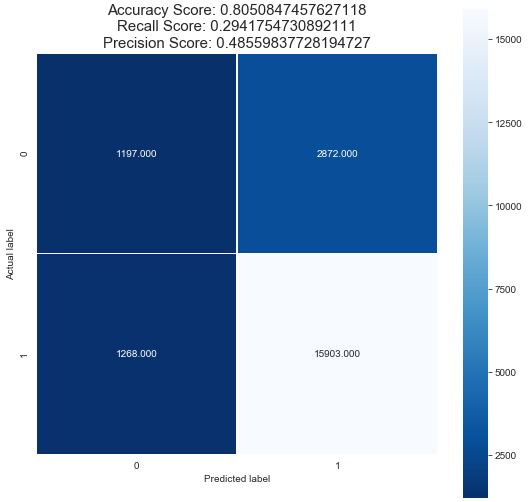 Accuracy Score: 0.8050847457627118
Recall Score: 0.2941754730892111
Precision Score: 0.48559837728194727
15000
12500
10000
7500
5000
2500
0
1197.000
2872.000
Actual label
1
1268.000
15903.000
0
1
Predicted label